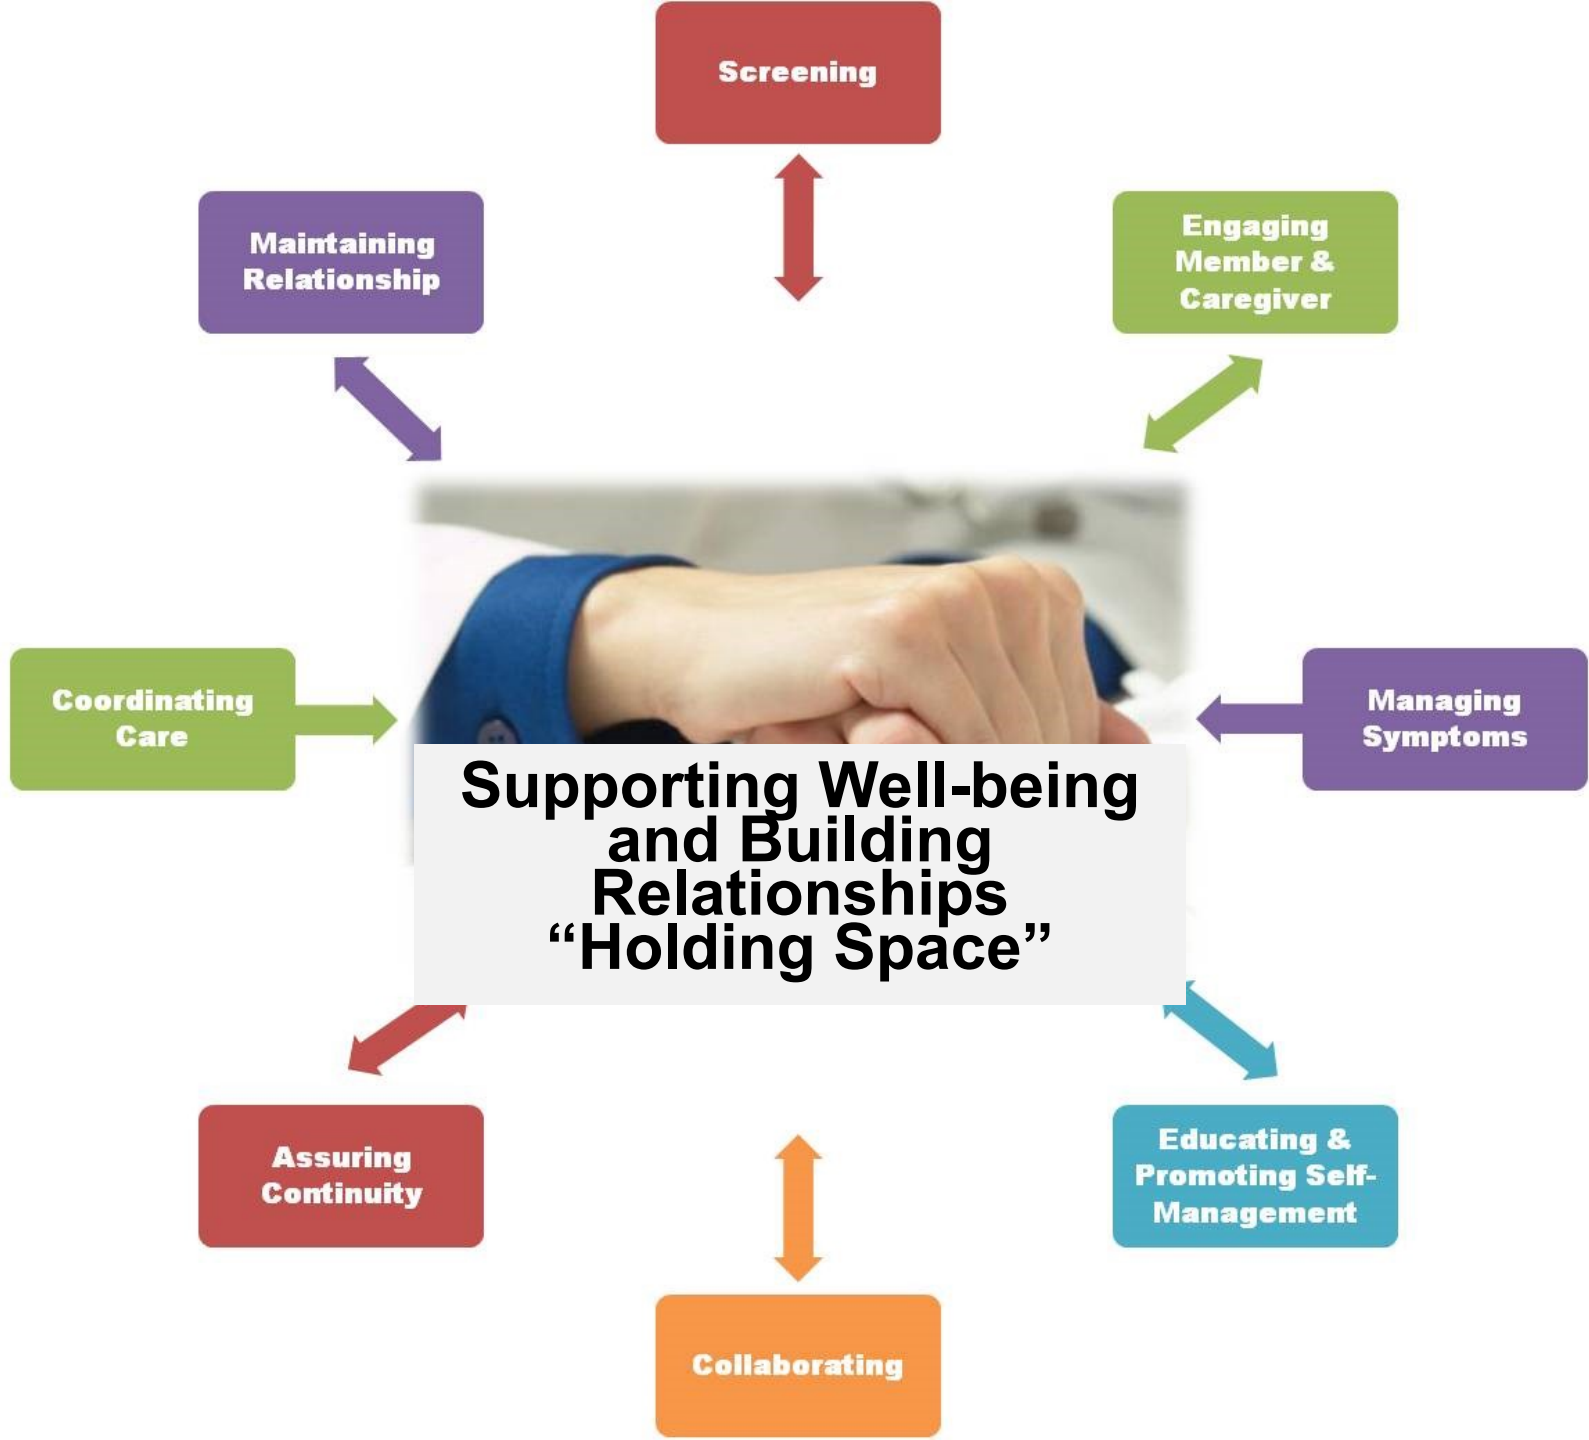 Screening
Maintaining
Relationship
Engaging
Member &
Caregiver
Coordinating
Care
Managing
Symptoms
Supporting Well-being
and Building
Relationships
“Holding Space”
Assuring
Continuity
Educating &
Promoting Self-
Management
Collaborating